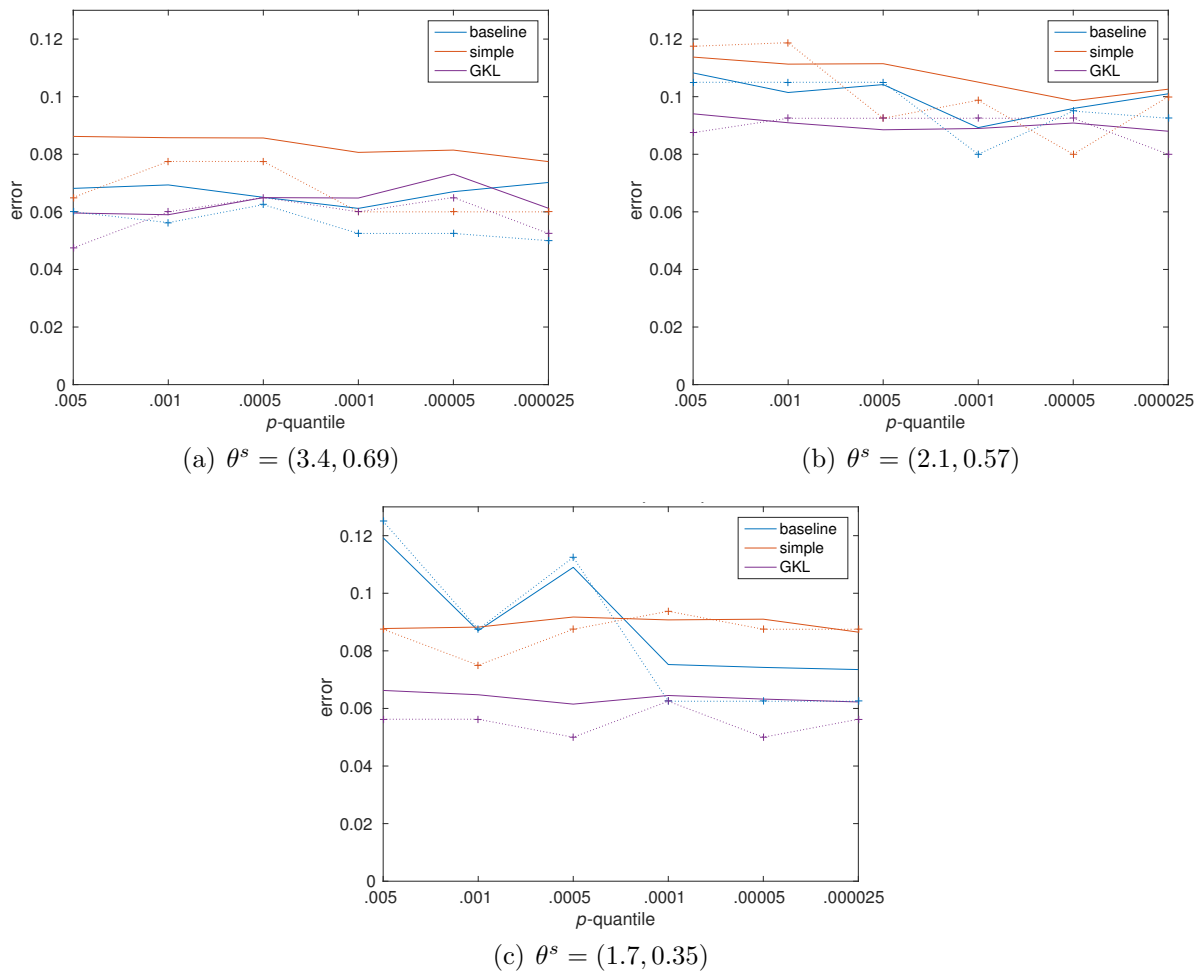 0.12
0.1
0.08
0.06
0.04
0.02
0
error
baseline
simple
GKL
.005 .001 .0005 .0001 .00005 .000025
p-quantile
(a) θ^s = (3.4, 0.69)
0.12
0.1
0.08
0.06
0.04
0.02
0
error
baseline
simple
GKL
.005 .001 .0005 .0001 .00005 .000025
p-quantile
(b) θ^s = (2.1, 0.57)
0.12
0.1
0.08
0.06
0.04
0.02
0
error
baseline
simple
GKL
.005 .001 .0005 .0001 .00005 .000025
p-quantile
(c) θ^s = (1.7, 0.35)